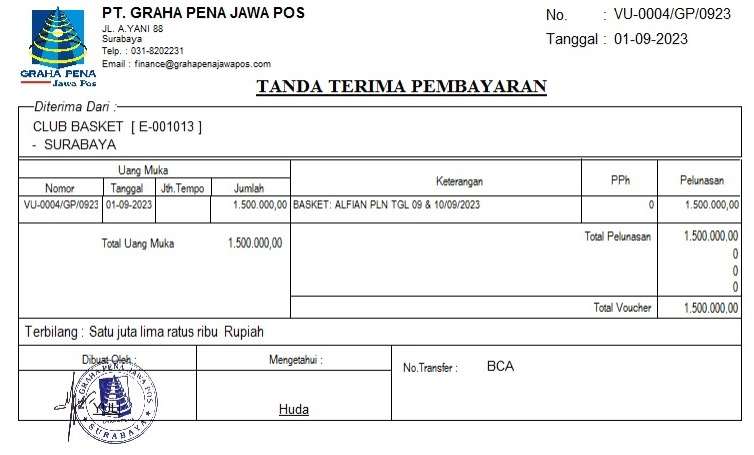 PT. GRAHA PENA JAWA POS
JL. A.YANI 88
Surabaya
Telp. : 031-8202231
Email : finance@grahapenajawapos.com
GRAHA PENA
Jawa Pos
No. : VU-0004/GP/0923
Tanggal : 01-09-2023
TANDA TERIMA PEMBAYARAN
Diterima Dari :
CLUB BASKET [ E-001013 ]
- SURABAYA
Uang Muka Keterangan PPh Pelunasan
Nomor Tanggal Jth.Tempo Jumlah
VU-0004/GP/0923 01-09-2023 1.500.000,00 BASKET: ALFIAN PLN TGL 09 & 10/09/2023 0 1.500.000,00
Total Uang Muka 1.500.000,00 Total Pelunasan 1.500.000,00
0
0
0
Total Voucher 1.500.000,00
Terbilang : Satu juta lima ratus ribu Rupiah
Dibuat Oleh : Mengetahui : No.Transfer : BCA
GRAHA PENA JAWA POS
SURABAYA
Huda